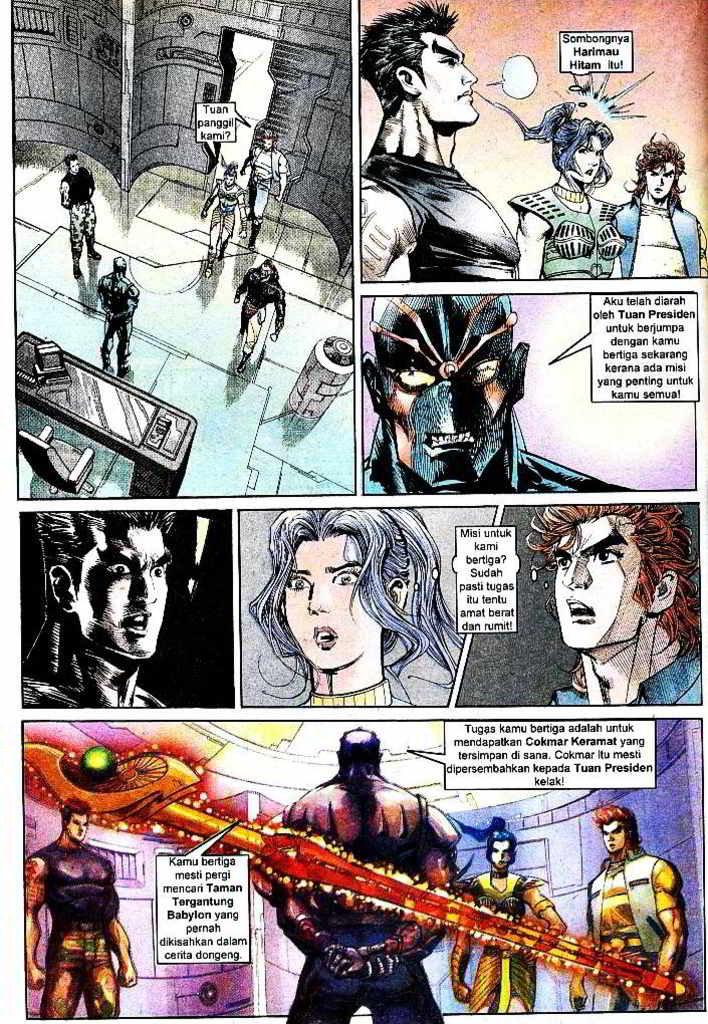 Tuan
panggil
kami?
Sombongnya
Harimau
Hitam itu!
Aku telah diarah
oleh Tuan Presiden
untuk berjumpa
dengan kamu
bertiga sekarang
kerana ada misi
yang penting untuk
kamu semua!
Misi untuk
kami
bertiga?
Sudah
pasti tugas
itu tentu
amat berat
dan rumit!
Tugas kamu bertiga adalah untuk
mendapatkan Cokmar Keramat yang
tersimpan di sana. Cokmar itu mesti
dipersembahkan kepada Tuan Presiden
kelak!
Kamu bertiga
mesti pergi
mencari Taman
Tergantung
Babylon yang
pernah
dikisahkan dalam
cerita dongeng.